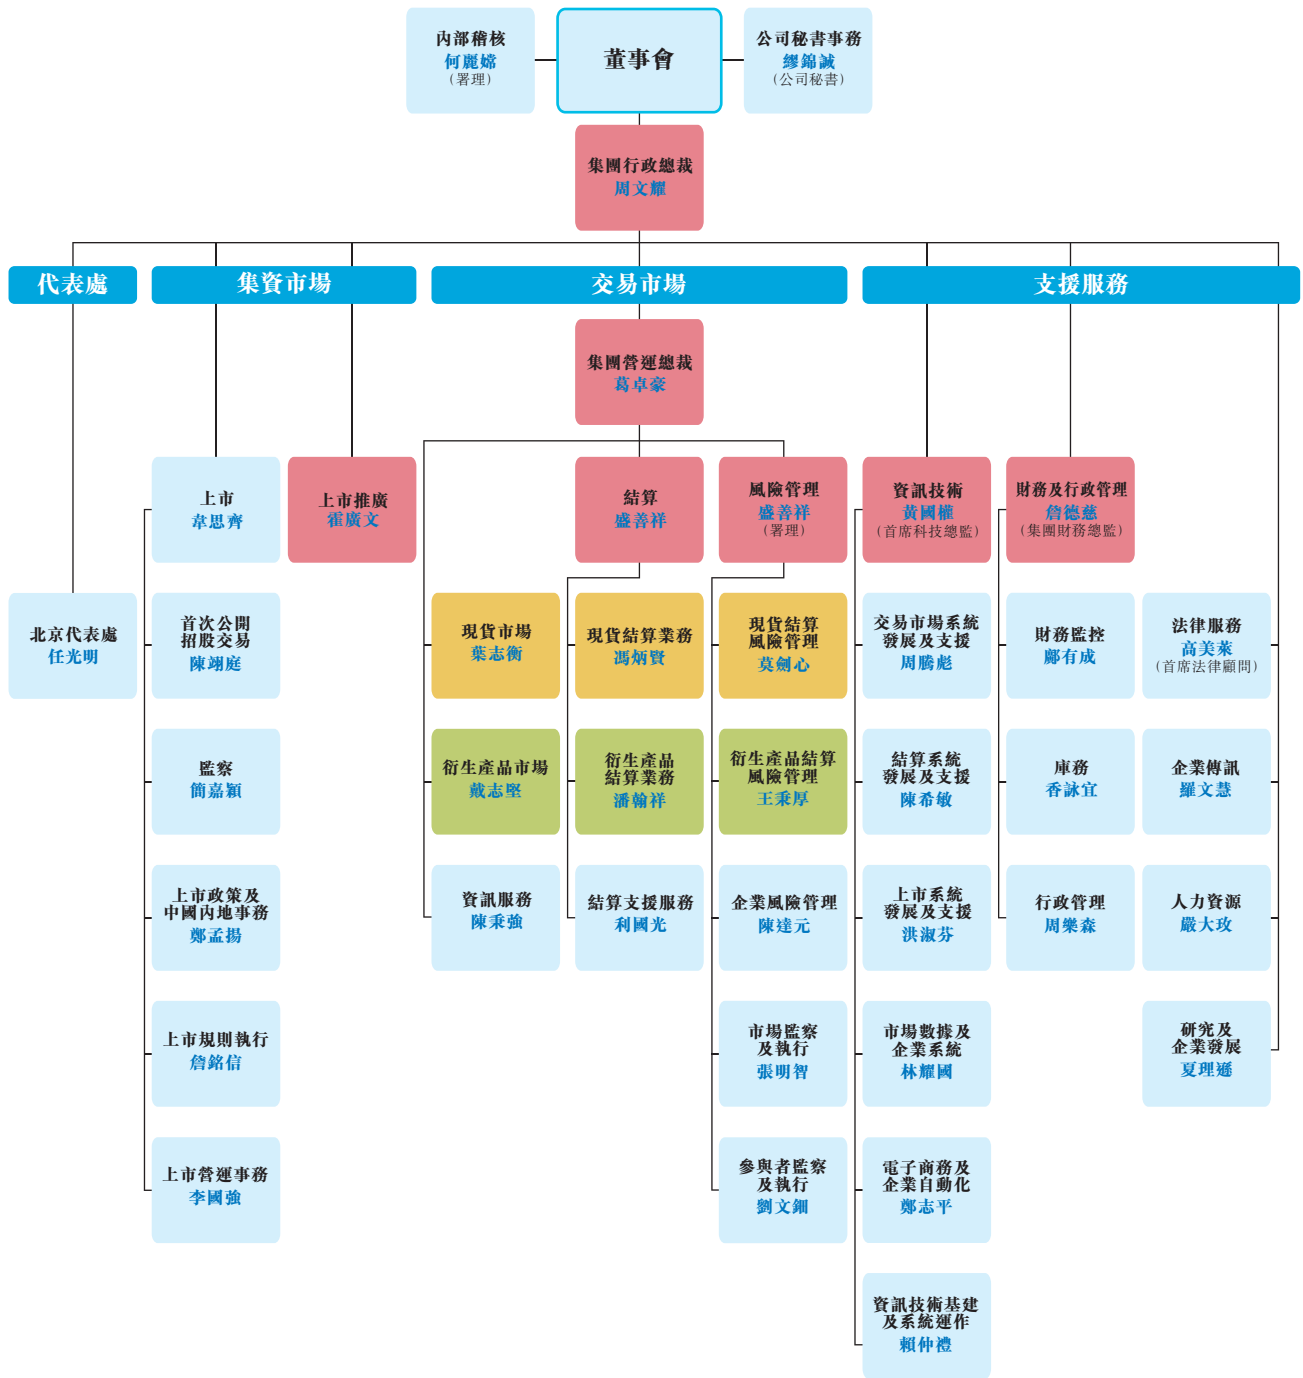 內部稽核
何麗嫦
(署理)
董事會
公司秘書事務
繆錦誠
(公司秘書)
集團行政總裁
周文耀
代表處
集資市場
交易市場
支援服務
集團營運總裁
葛卓豪
上市
韋思齊
上市推廣
霍廣文
結算
盛善祥
風險管理
盛善祥
(署理)
資訊技術
黃國權
(首席科技總監)
財務及行政管理
詹德慈
(集團財務總監)
北京代表處
任光明
首次公開
招股交易
陳翊庭
現貨市場
葉志衡
現貨結算業務
馮炳賢
現貨結算
風險管理
莫劍心
交易市場系統
發展及支援
周騰彪
財務監控
鄺有成
法律服務
高美萊
(首席法律顧問)
監察
簡嘉穎
衍生產品市場
戴志堅
衍生產品
結算業務
潘翰祥
衍生產品結算
風險管理
王秉厚
結算系統
發展及支援
陳希敏
庫務
香詠宜
企業傳訊
羅文慧
上市政策及
中國內地事務
鄭孟揚
資訊服務
陳秉強
結算支援服務
利國光
企業風險管理
陳達元
上市系統
發展及支援
洪淑芬
行政管理
周樂森
人力資源
嚴大玫
上市規則執行
詹銘信
市場監察
及執行
張明智
市場數據及
企業系統
林耀國
研究及
企業發展
夏理遜
上市營運事務
李國強
參與者監察
及執行
劉文鈿
電子商務及
企業自動化
鄭志平
資訊技術基建
及系統運作
賴仲禮